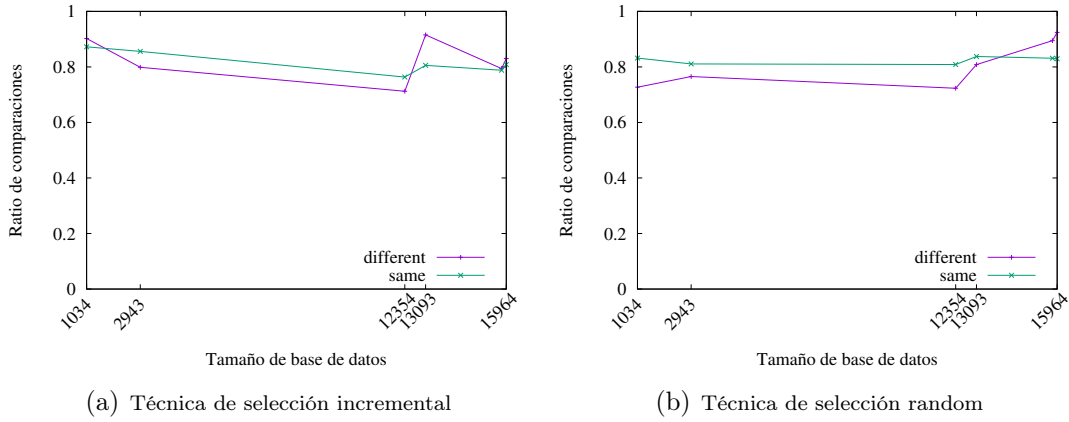 1
0.8
0.6
0.4
0.2
0
Ratio de comparaciones
different
same
1034
2943
12354
13093
15964
Tamaño de base de datos
(a) Técnica de selección incremental
1
0.8
0.6
0.4
0.2
0
Ratio de comparaciones
different
same
1034
2943
12354
13093
15964
Tamaño de base de datos
(b) Técnica de selección random